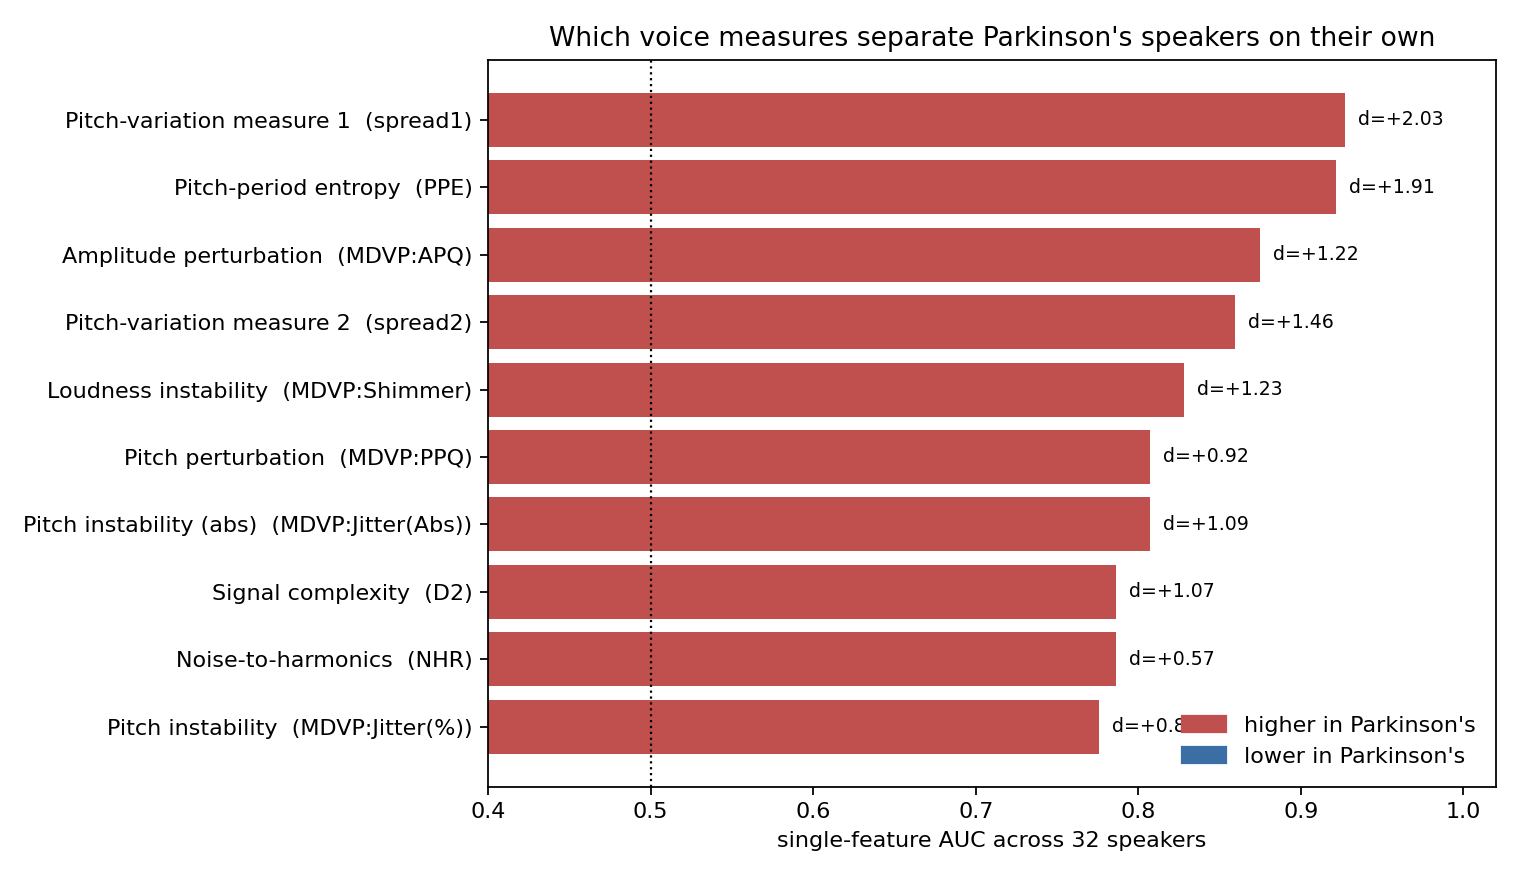 Which voice measures separate Parkinson's speakers on their own
Pitch-variation measure 1  (spread1)
d=+2.03
Pitch-period entropy  (PPE)
d=+1.91
Amplitude perturbation  (MDVP:APQ)
d=+1.22
Pitch-variation measure 2  (spread2)
d=+1.46
Loudness instability  (MDVP:Shimmer)
d=+1.23
Pitch perturbation  (MDVP:PPQ)
d=+0.92
Pitch instability (abs)  (MDVP:Jitter(Abs))
d=+1.09
Signal complexity  (D2)
d=+1.07
Noise-to-harmonics  (NHR)
d=+0.57
Pitch instability  (MDVP:Jitter(%))
higher in Parkinson's
lower in Parkinson's
0.4 0.5 0.6 0.7 0.8 0.9 1.0
single-feature AUC across 32 speakers